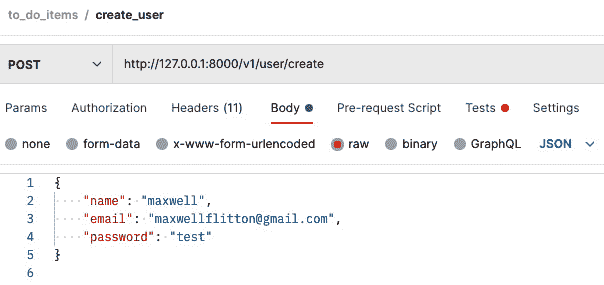 to_do_items / create_user
POST http://127.0.0.1:8000/v1/user/create
Params Authorization Headers (11) Body Pre-request Script Tests Settings
none form-data x-www-form-urlencoded raw binary GraphQL JSON
1 {
2 ····"name": "maxwell",
3 ····"email": "maxwellflitton@gmail.com",
4 ····"password": "test"
5 }
6